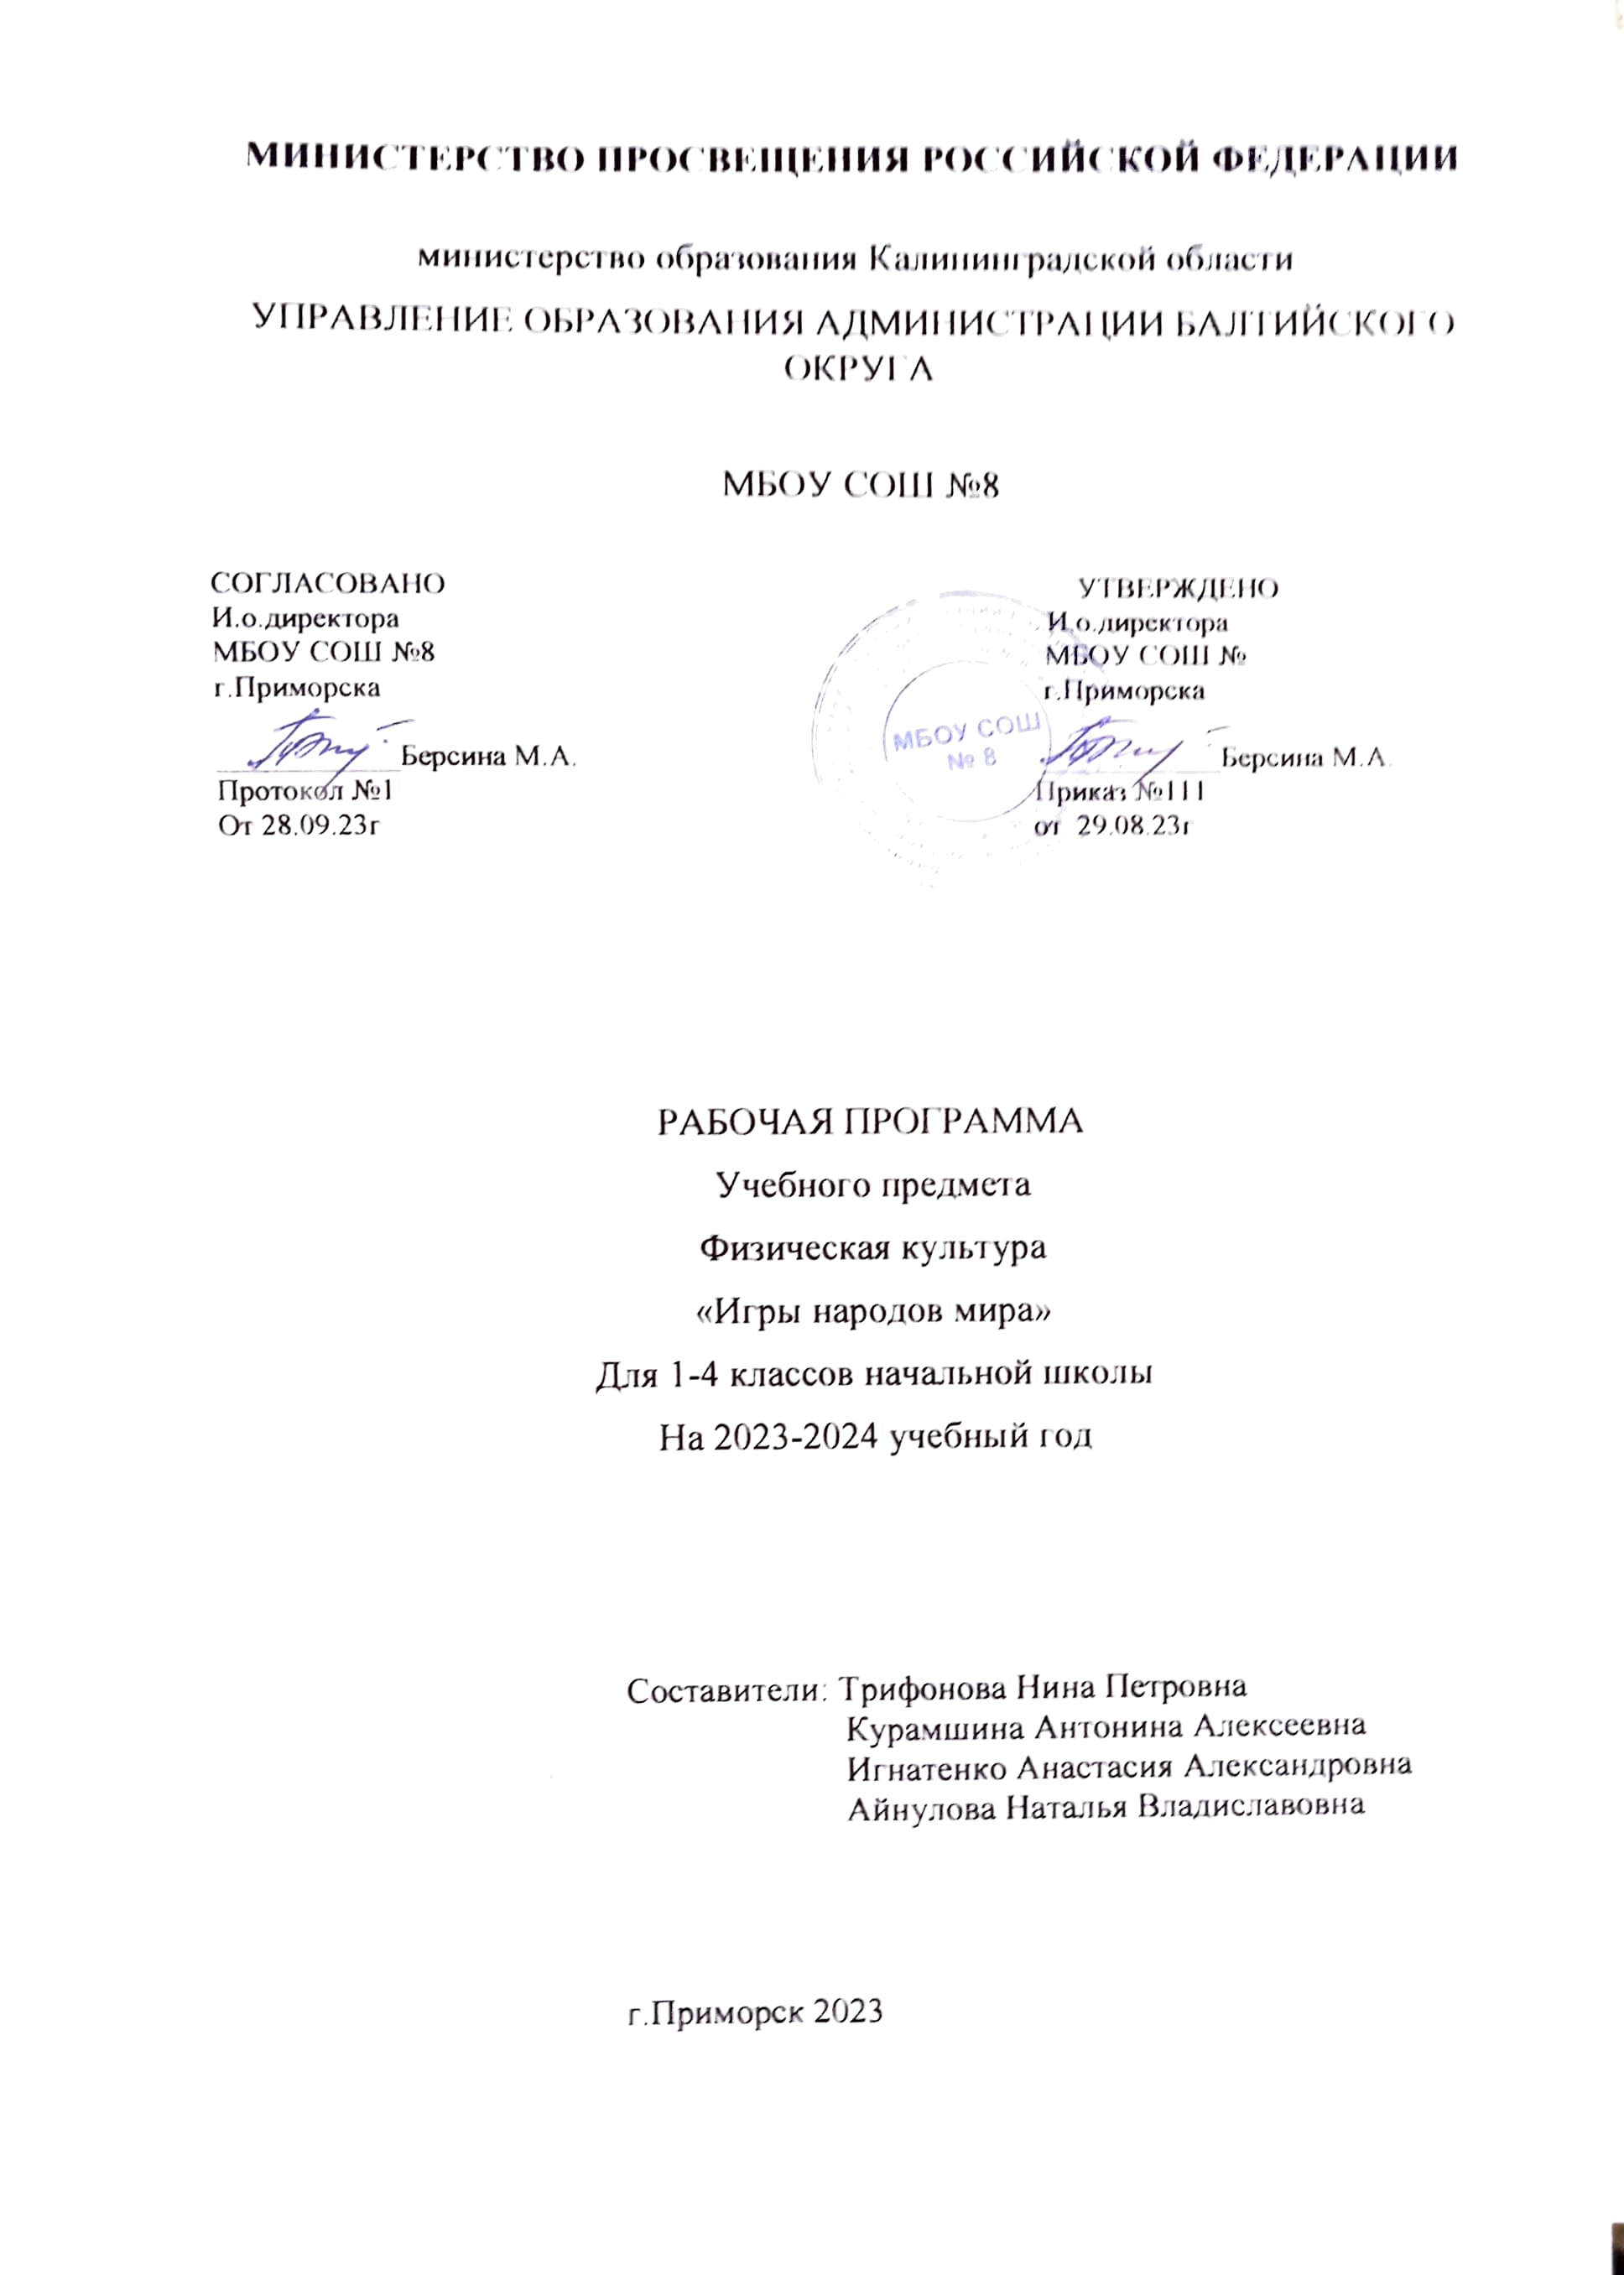 МИНИСТЕРСТВО ПРОСВЕЩЕНИЯ РОССИЙСКОЙ ФЕДЕРАЦИИ
министерство образования Калининградской области
УПРАВЛЕНИЕ ОБРАЗОВАНИЯ АДМИНИСТРАЦИИ БАЛТИЙСКОГО
ОКРУГА
МБОУ СОШ №8
СОГЛАСОВАНО
И.о.директора
МБОУ СОШ №8
г.Приморска
Берсина М.А.
Протокол №1
От 28.09.23г
УТВЕРЖДЕНО
И.о.директора
МБОУ СОШ №
г.Приморска
Берсина М.А.
Приказ №111
от 29.08.23г
МБОУ СОШ
№ 8
РАБОЧАЯ ПРОГРАММА
Учебного предмета
Физическая культура
«Игры народов мира»
Для 1-4 классов начальной школы
На 2023-2024 учебный год
Составители: Трифонова Нина Петровна
Курамшина Антонина Алексеевна
Игнатенко Анастасия Александровна
Айнулова Наталья Владиславовна
г.Приморск 2023